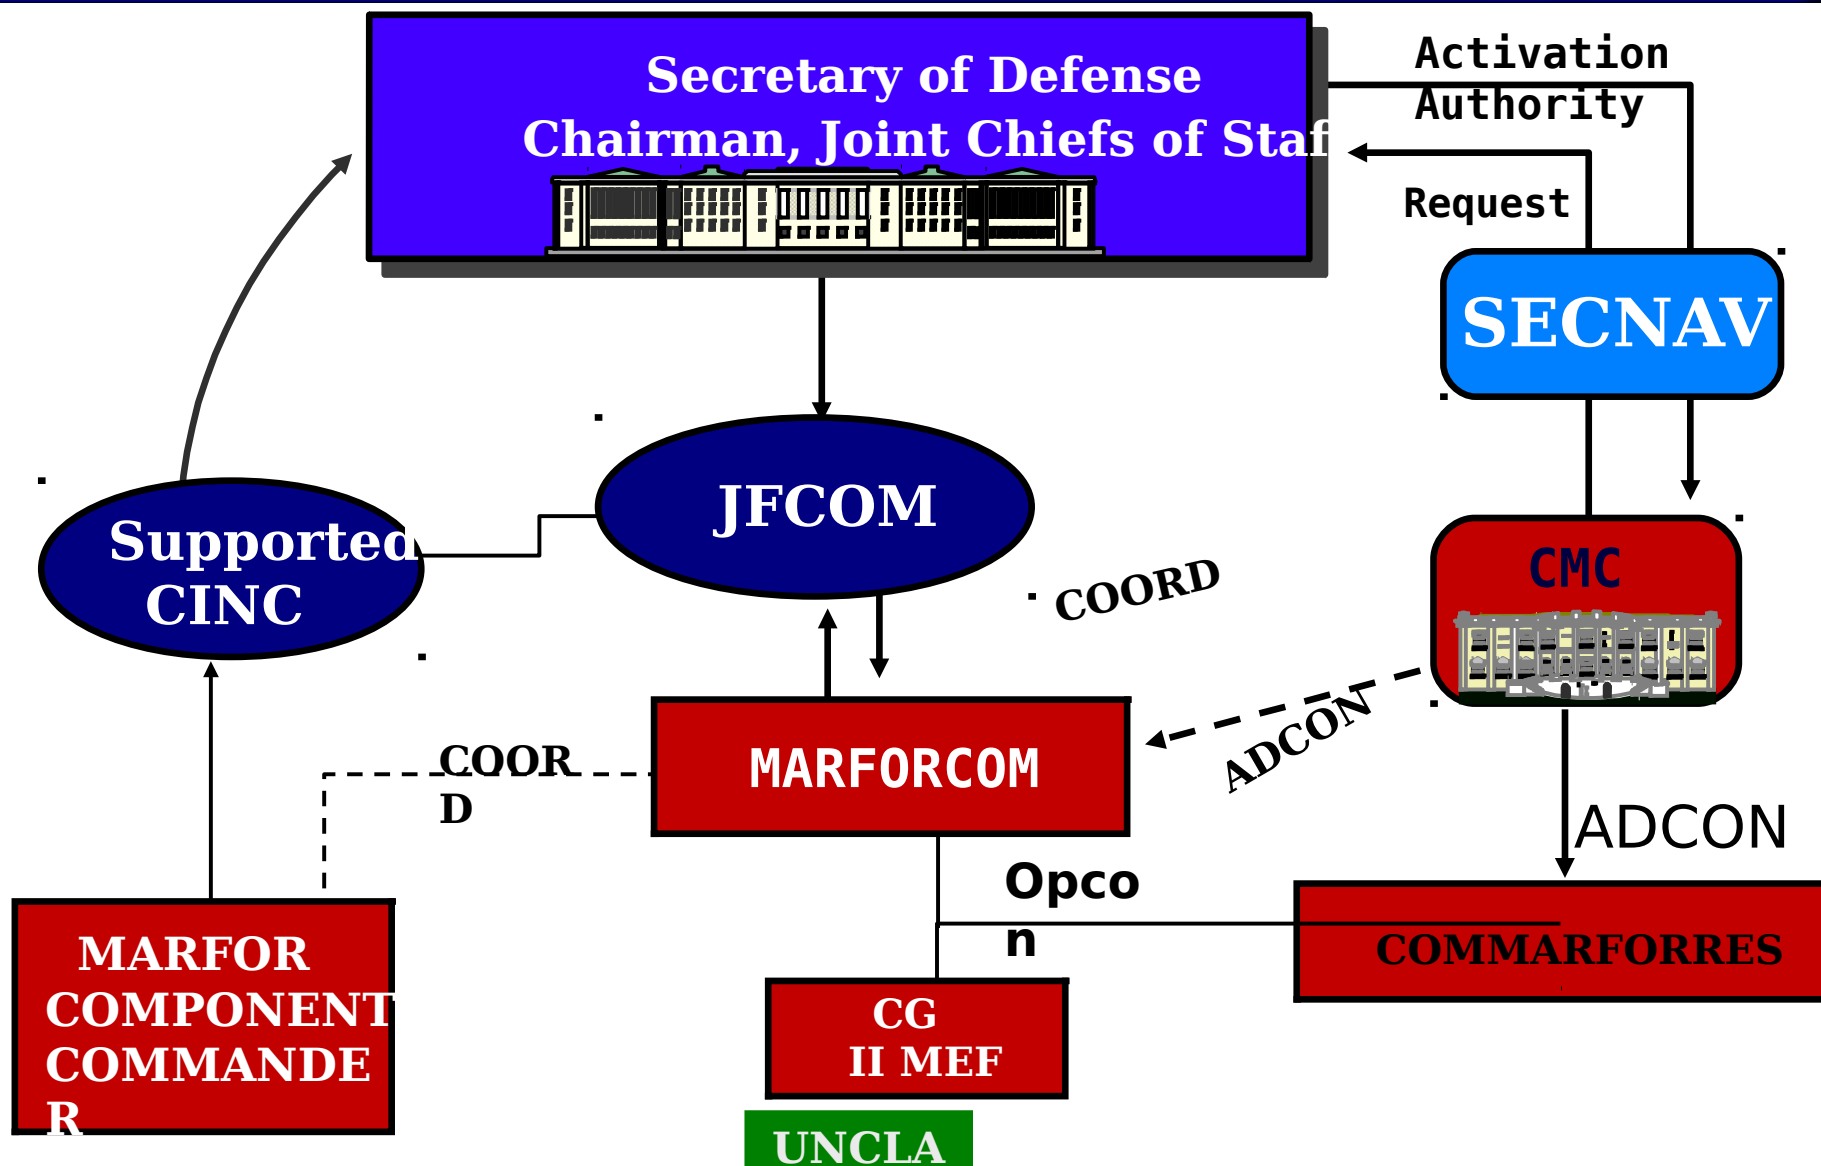 Secretary of Defense
Chairman, Joint Chiefs of Staf
Activation
Authority
Request
SECNAV
JFCOM
Supported
CINC
CMC
COORD
ADCON
MARFORCOM
COOR
D
ADCON
Opco
n
COMMARFORRES
MARFOR
COMPONENT
COMMANDE
R
CG
II MEF
UNCLA